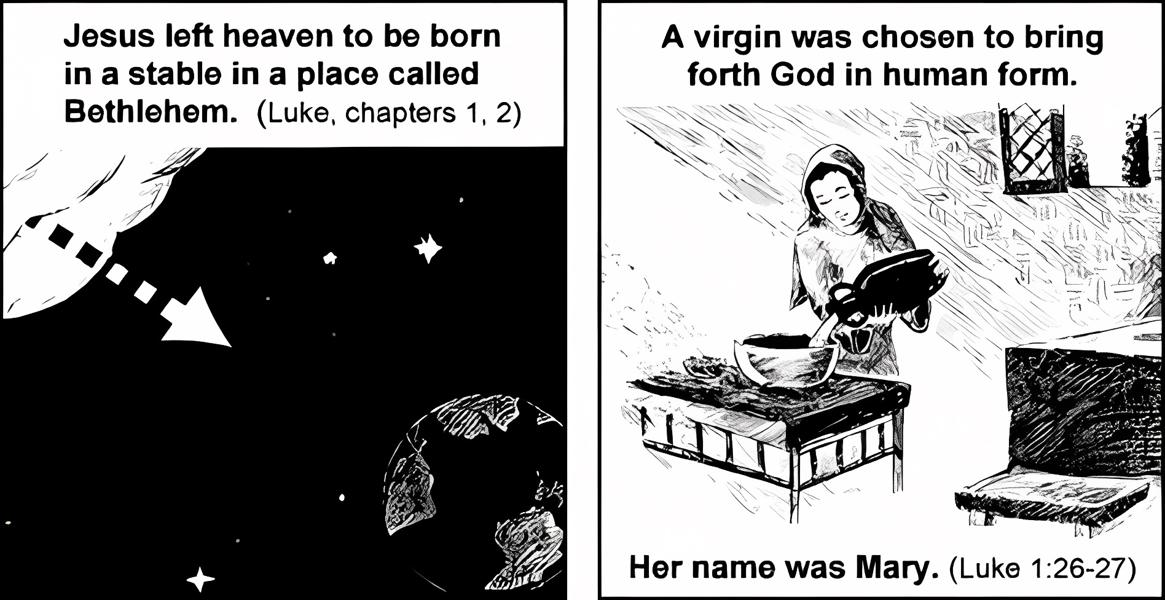 Jesus left heaven to be born
in a stable in a place called
Bethlehem. (Luke, chapters 1, 2)
A virgin was chosen to bring
forth God in human form.
Her name was Mary. (Luke 1:26-27)